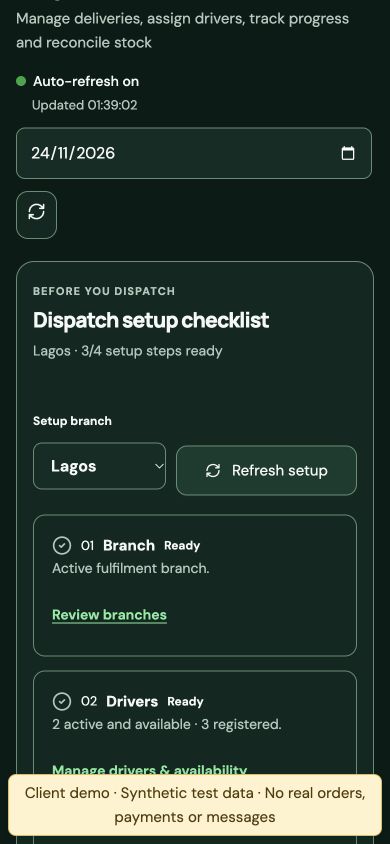 Manage deliveries, assign drivers, track progress
and reconcile stock
Auto-refresh on
Updated 01:39:02
24/11/2026
BEFORE YOU DISPATCH
Dispatch setup checklist
Lagos · 3/4 setup steps ready
Setup branch
Lagos
Refresh setup
01 Branch Ready
Active fulfilment branch.
Review branches
02 Drivers Ready
2 active and available · 3 registered.
Manage drivers & availability
Client demo · Synthetic test data · No real orders,
payments or messages